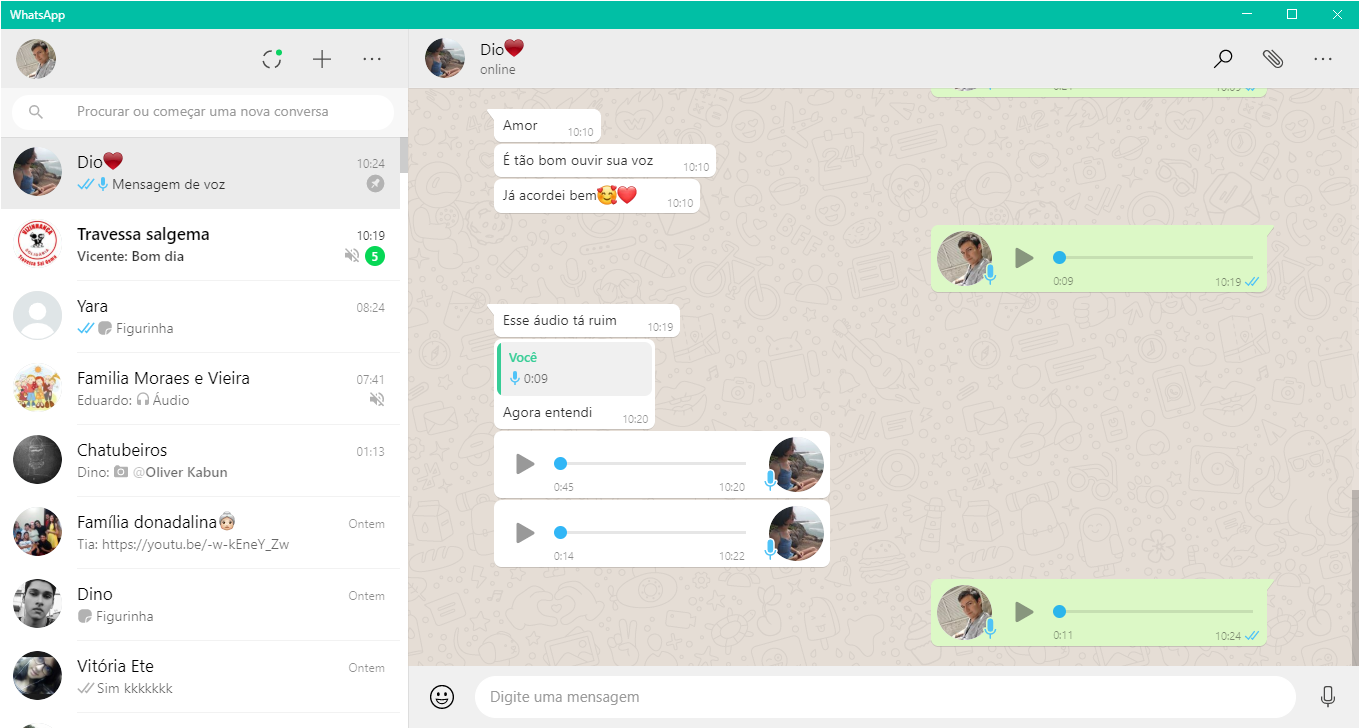 WhatsApp
Procurar ou começar uma nova conversa
Dio❤️
10:24
Mensagem de voz
VIZINHANÇA
SOLIDÁRIA
Travessa Sal Gema
Travessa salgema
10:19
Vicente: Bom dia
5
Yara
08:24
Figurinha
Familia Moraes e Vieira
07:41
Eduardo: Áudio
Chatubeiros
01:13
Dino: @Oliver Kabun
Família donadalina👵🏻
Ontem
Tia: https://youtu.be/-w-kEneY_Zw
Dino
Ontem
Figurinha
Vitória Ete
Ontem
Sim kkkkkkk
Dio❤️
online
Amor
10:10
É tão bom ouvir sua voz
10:10
Já acordei bem🥰❤️
10:10
0:09
10:19
Esse áudio tá ruim
10:19
Você
0:09
Agora entendi
10:20
0:45
10:20
0:14
10:22
0:11
10:24
Digite uma mensagem